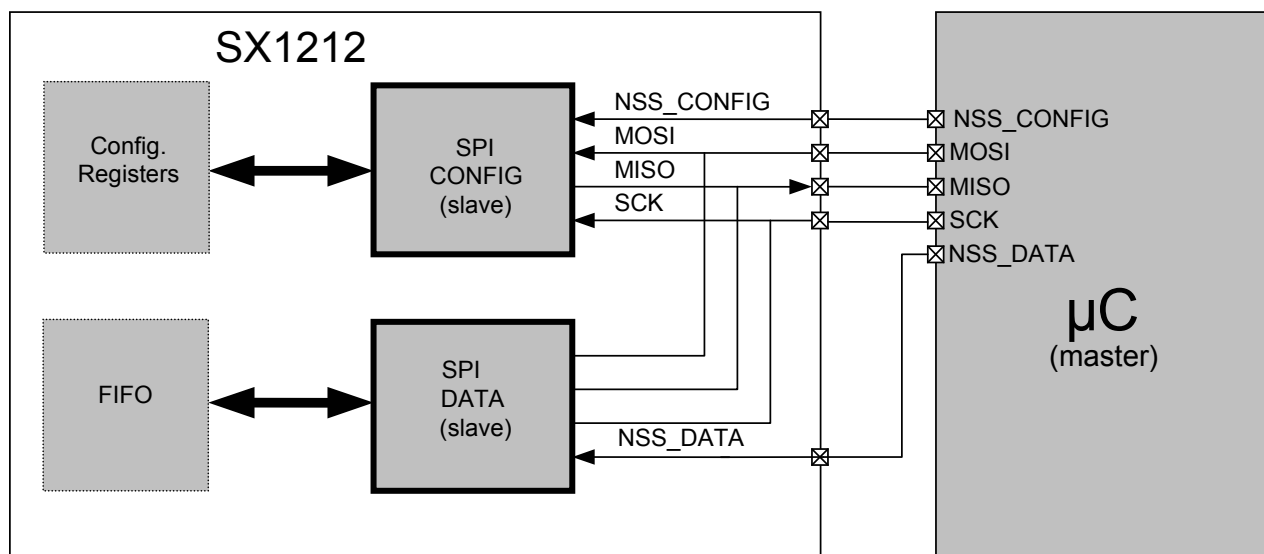 SX1212
Config.
Registers
SPI
CONFIG
(slave)
NSS_CONFIG
MOSI
MISO
SCK
NSS_CONFIG
MOSI
MISO
SCK
NSS_DATA
µC
(master)
FIFO
SPI
DATA
(slave)
NSS_DATA